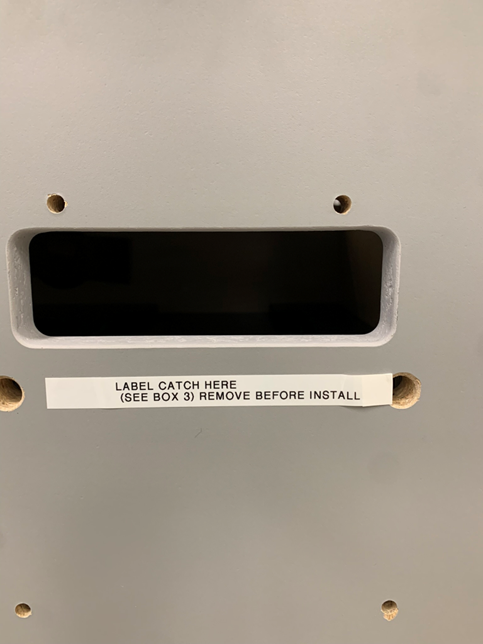 LABEL CATCH HERE
(SEE BOX 3) REMOVE BEFORE INSTALL